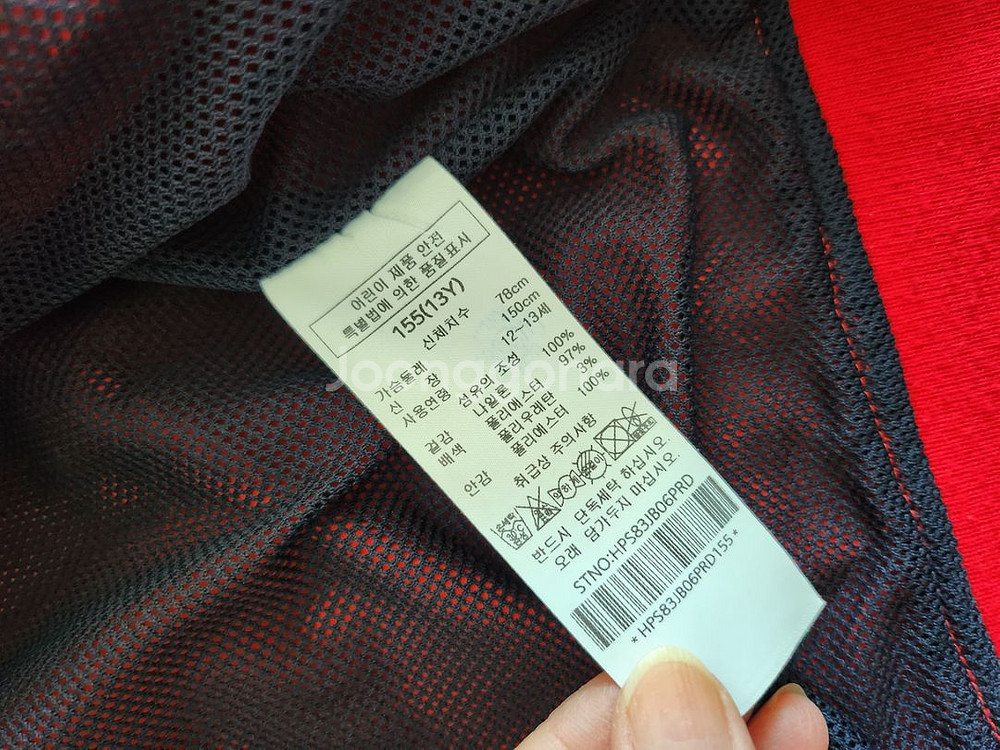 어린이 제품 안전
특별법에 의한 품질 표시
155(13Y)
신체치수
가슴둘레 78cm
신 장 150cm
사용연령 12~13세
섬유의 조성
겉감 나일론 100%
배색 폴리에스터 97%
폴리우레탄 3%
안감 폴리에스터 100%
취급상 주의사항
반드시 단독세탁 하십시오.
오래 담가두지 마십시오.
STNO:HPS83JB06PRD
*HPS83JB06PRD155*
Joonggonara